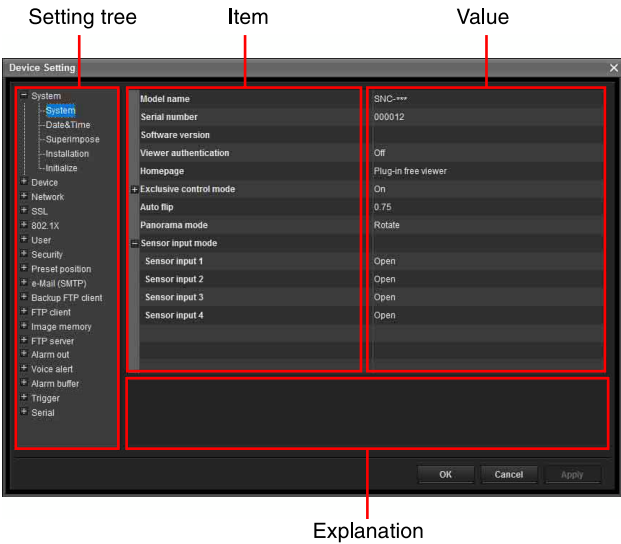 Setting tree Item Value
Device Setting
System
System
Date&Time
Superimpose
Installation
Initialize
Device
Network
SSL
802.1X
User
Security
Preset position
e-Mail (SMTP)
Backup FTP client
FTP client
Image memory
FTP server
Alarm out
Voice alert
Alarm buffer
Trigger
Serial
Model name SNC-***
Serial number 000012
Software version
Viewer authentication Off
Homepage Plug-in free viewer
Exclusive control mode On
Auto flip 0.75
Panorama mode Rotate
Sensor input mode
Sensor input 1 Open
Sensor input 2 Open
Sensor input 3 Open
Sensor input 4 Open
OK Cancel Apply
Explanation